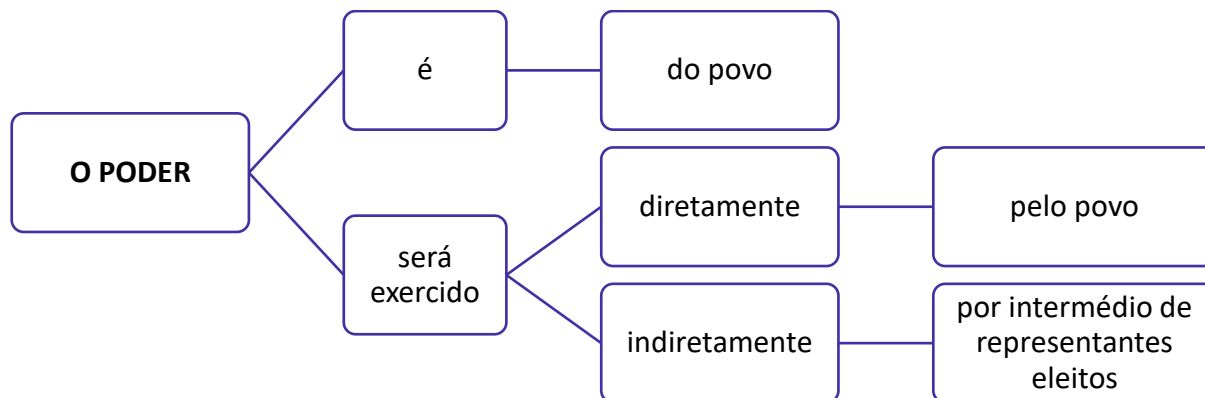 é
do povo
O PODER
diretamente
pelo povo
será
exercido
indiretamente
por intermédio de
representantes
eleitos